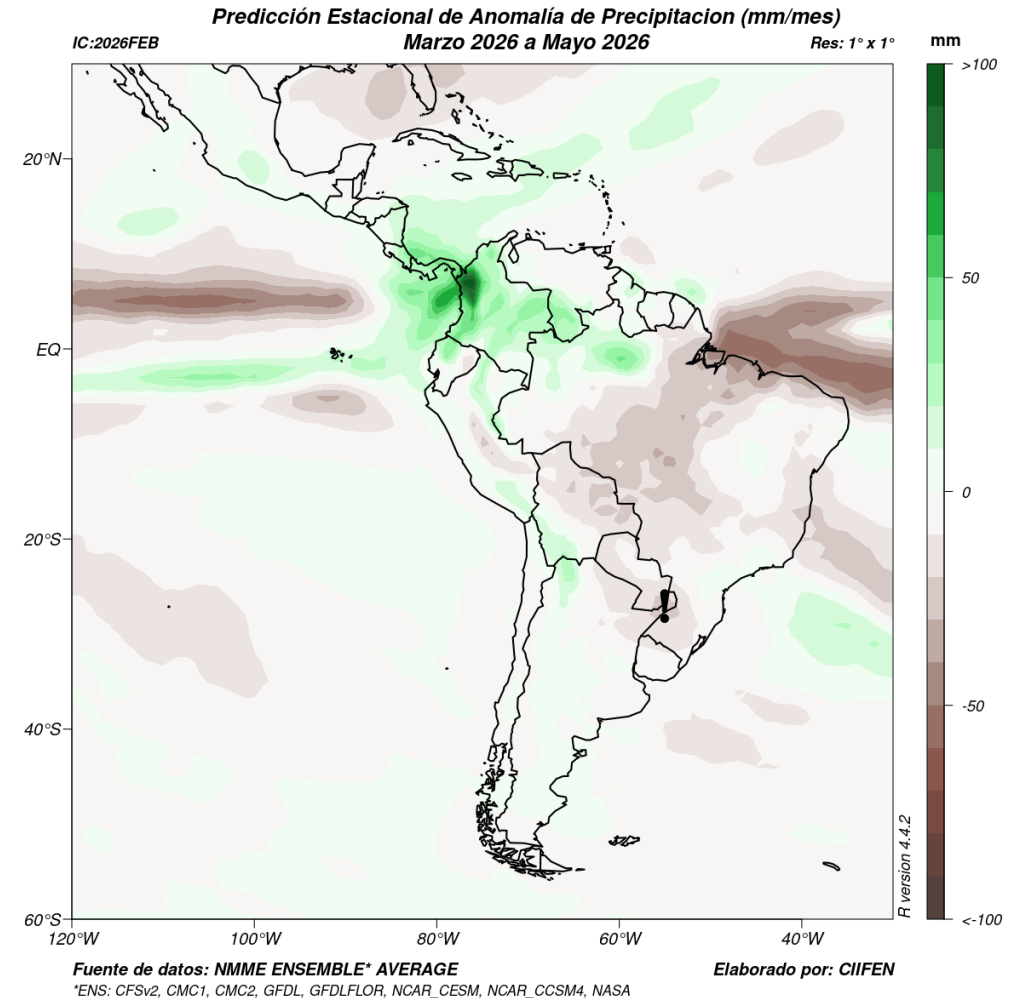 Predicción Estacional de Anomalía de Precipitacion (mm/mes)
IC:2026FEB
Marzo 2026 a Mayo 2026
Res: 1° x 1°
mm
>100
50
0
-50
<-100
20°N
EQ
20°S
40°S
60°S
120°W
100°W
80°W
60°W
40°W
!
R version 4.4.2
Fuente de datos: NMME ENSEMBLE* AVERAGE
Elaborado por: CIIFEN
*ENS: CFSv2, CMC1, CMC2, GFDL, GFDLFLOR, NCAR_CESM, NCAR_CCSM4, NASA